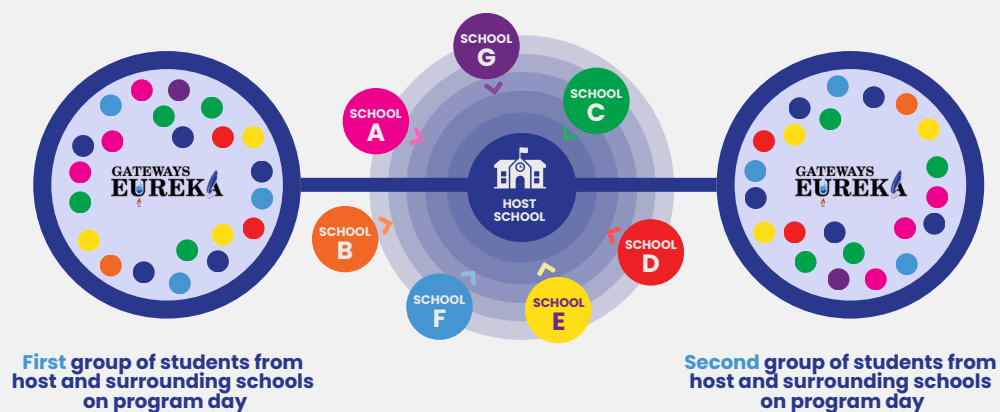 SCHOOL
G
SCHOOL
A
SCHOOL
C
GATEWAYS
EUREKA
HOST
SCHOOL
GATEWAYS
EUREKA
SCHOOL
B
SCHOOL
D
SCHOOL
F
SCHOOL
E
First group of students from
host and surrounding schools
on program day
Second group of students from
host and surrounding schools
on program day